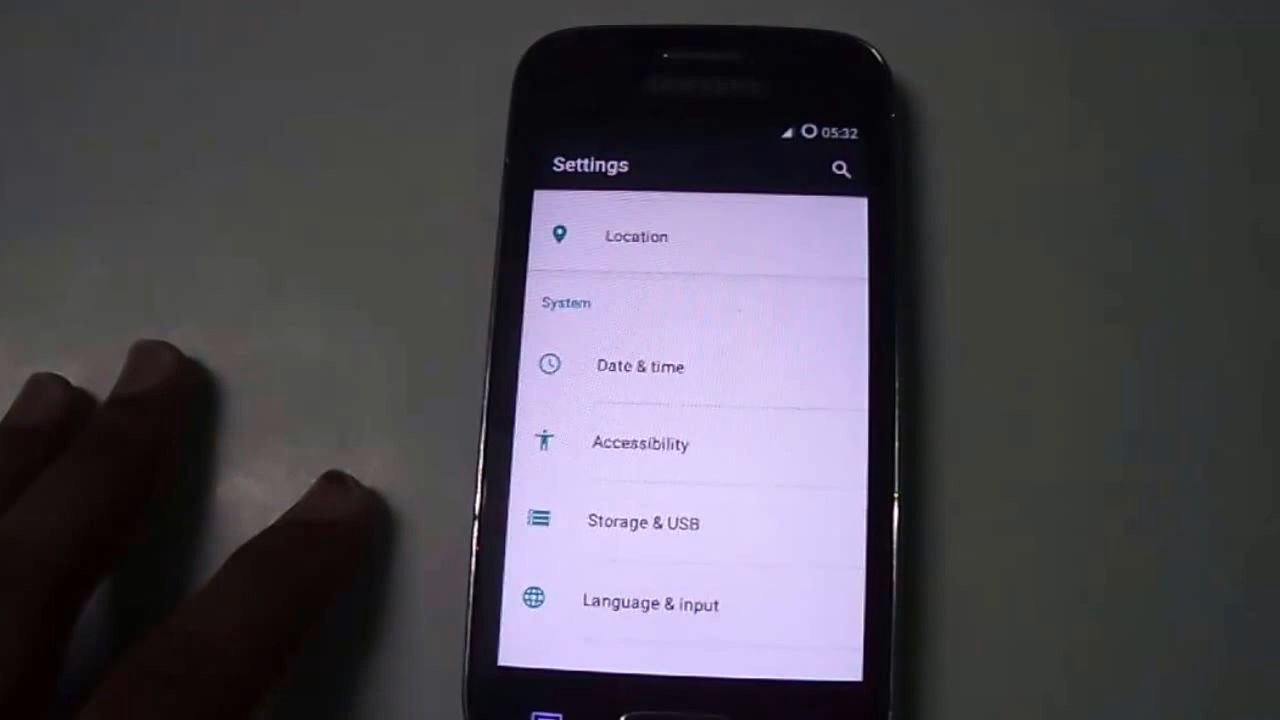 05:32
Settings
Location
System
Date & time
Accessibility
Storage & USB
Language & input